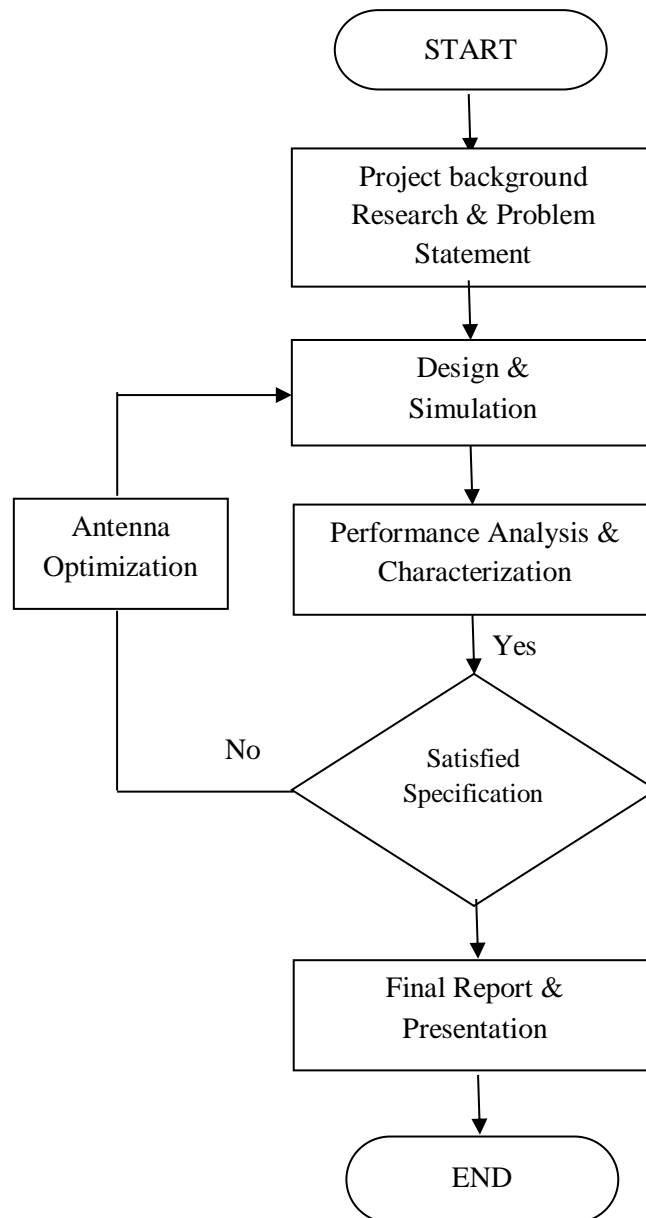 START
Project background
Research & Problem
Statement
Design &
Simulation
Antenna
Optimization
Performance Analysis &
Characterization
Yes
No
Satisfied
Specification
Final Report &
Presentation
END